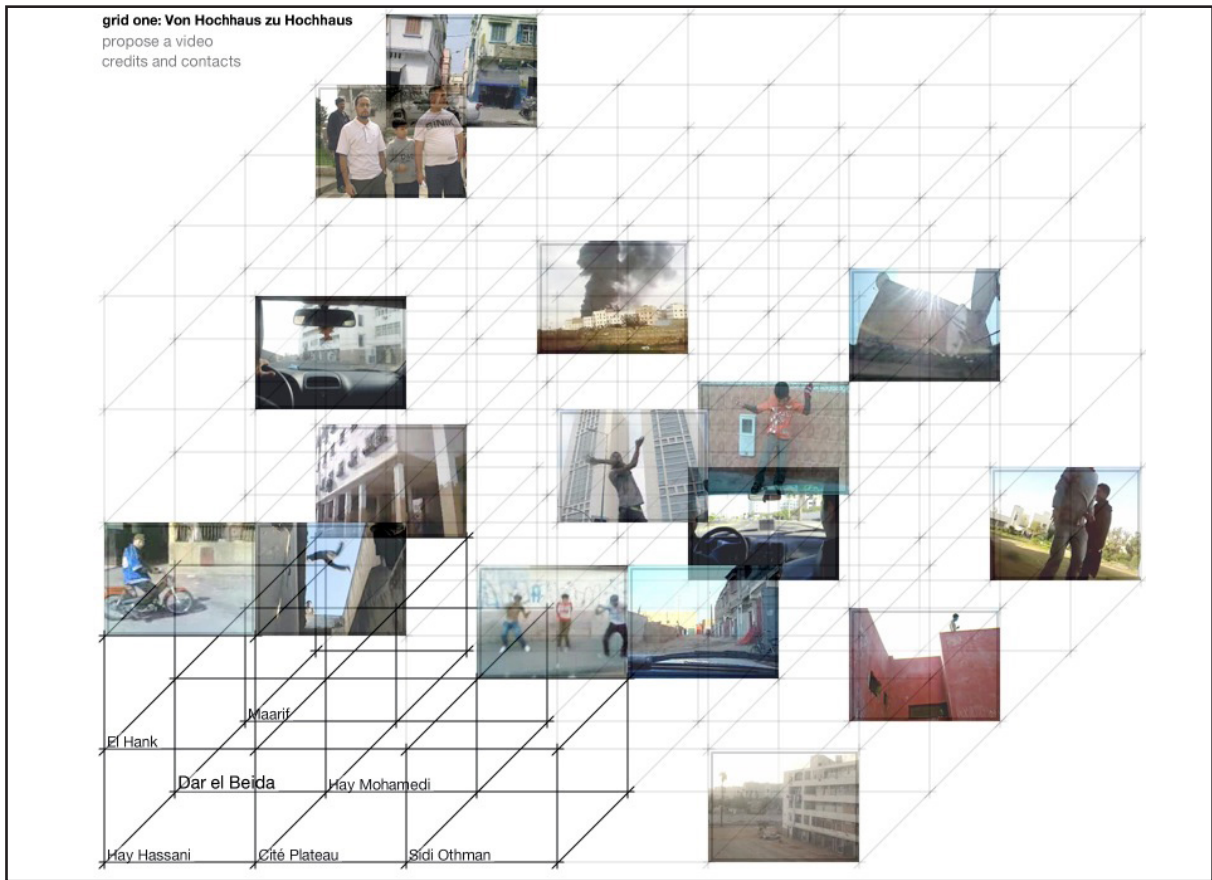 grid one: Von Hochhaus zu Hochhaus
propose a video
credits and contacts
Maarif
El Hank
Dar el Beida
Hay Mohamedi
Hay Hassani
Cité Plateau
Sidi Othman